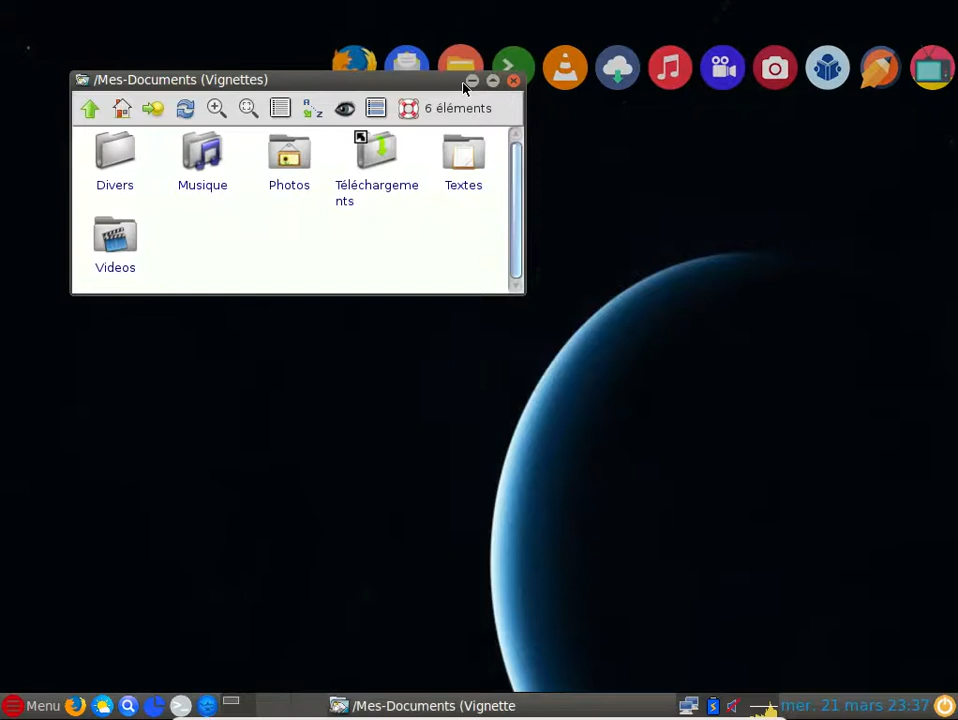 /Mes-Documents (Vignettes)
6 éléments
Divers
Musique
Photos
Téléchargeme
nts
Textes
Videos
Menu
/Mes-Documents (Vignette
mer. 21 mars 23:37